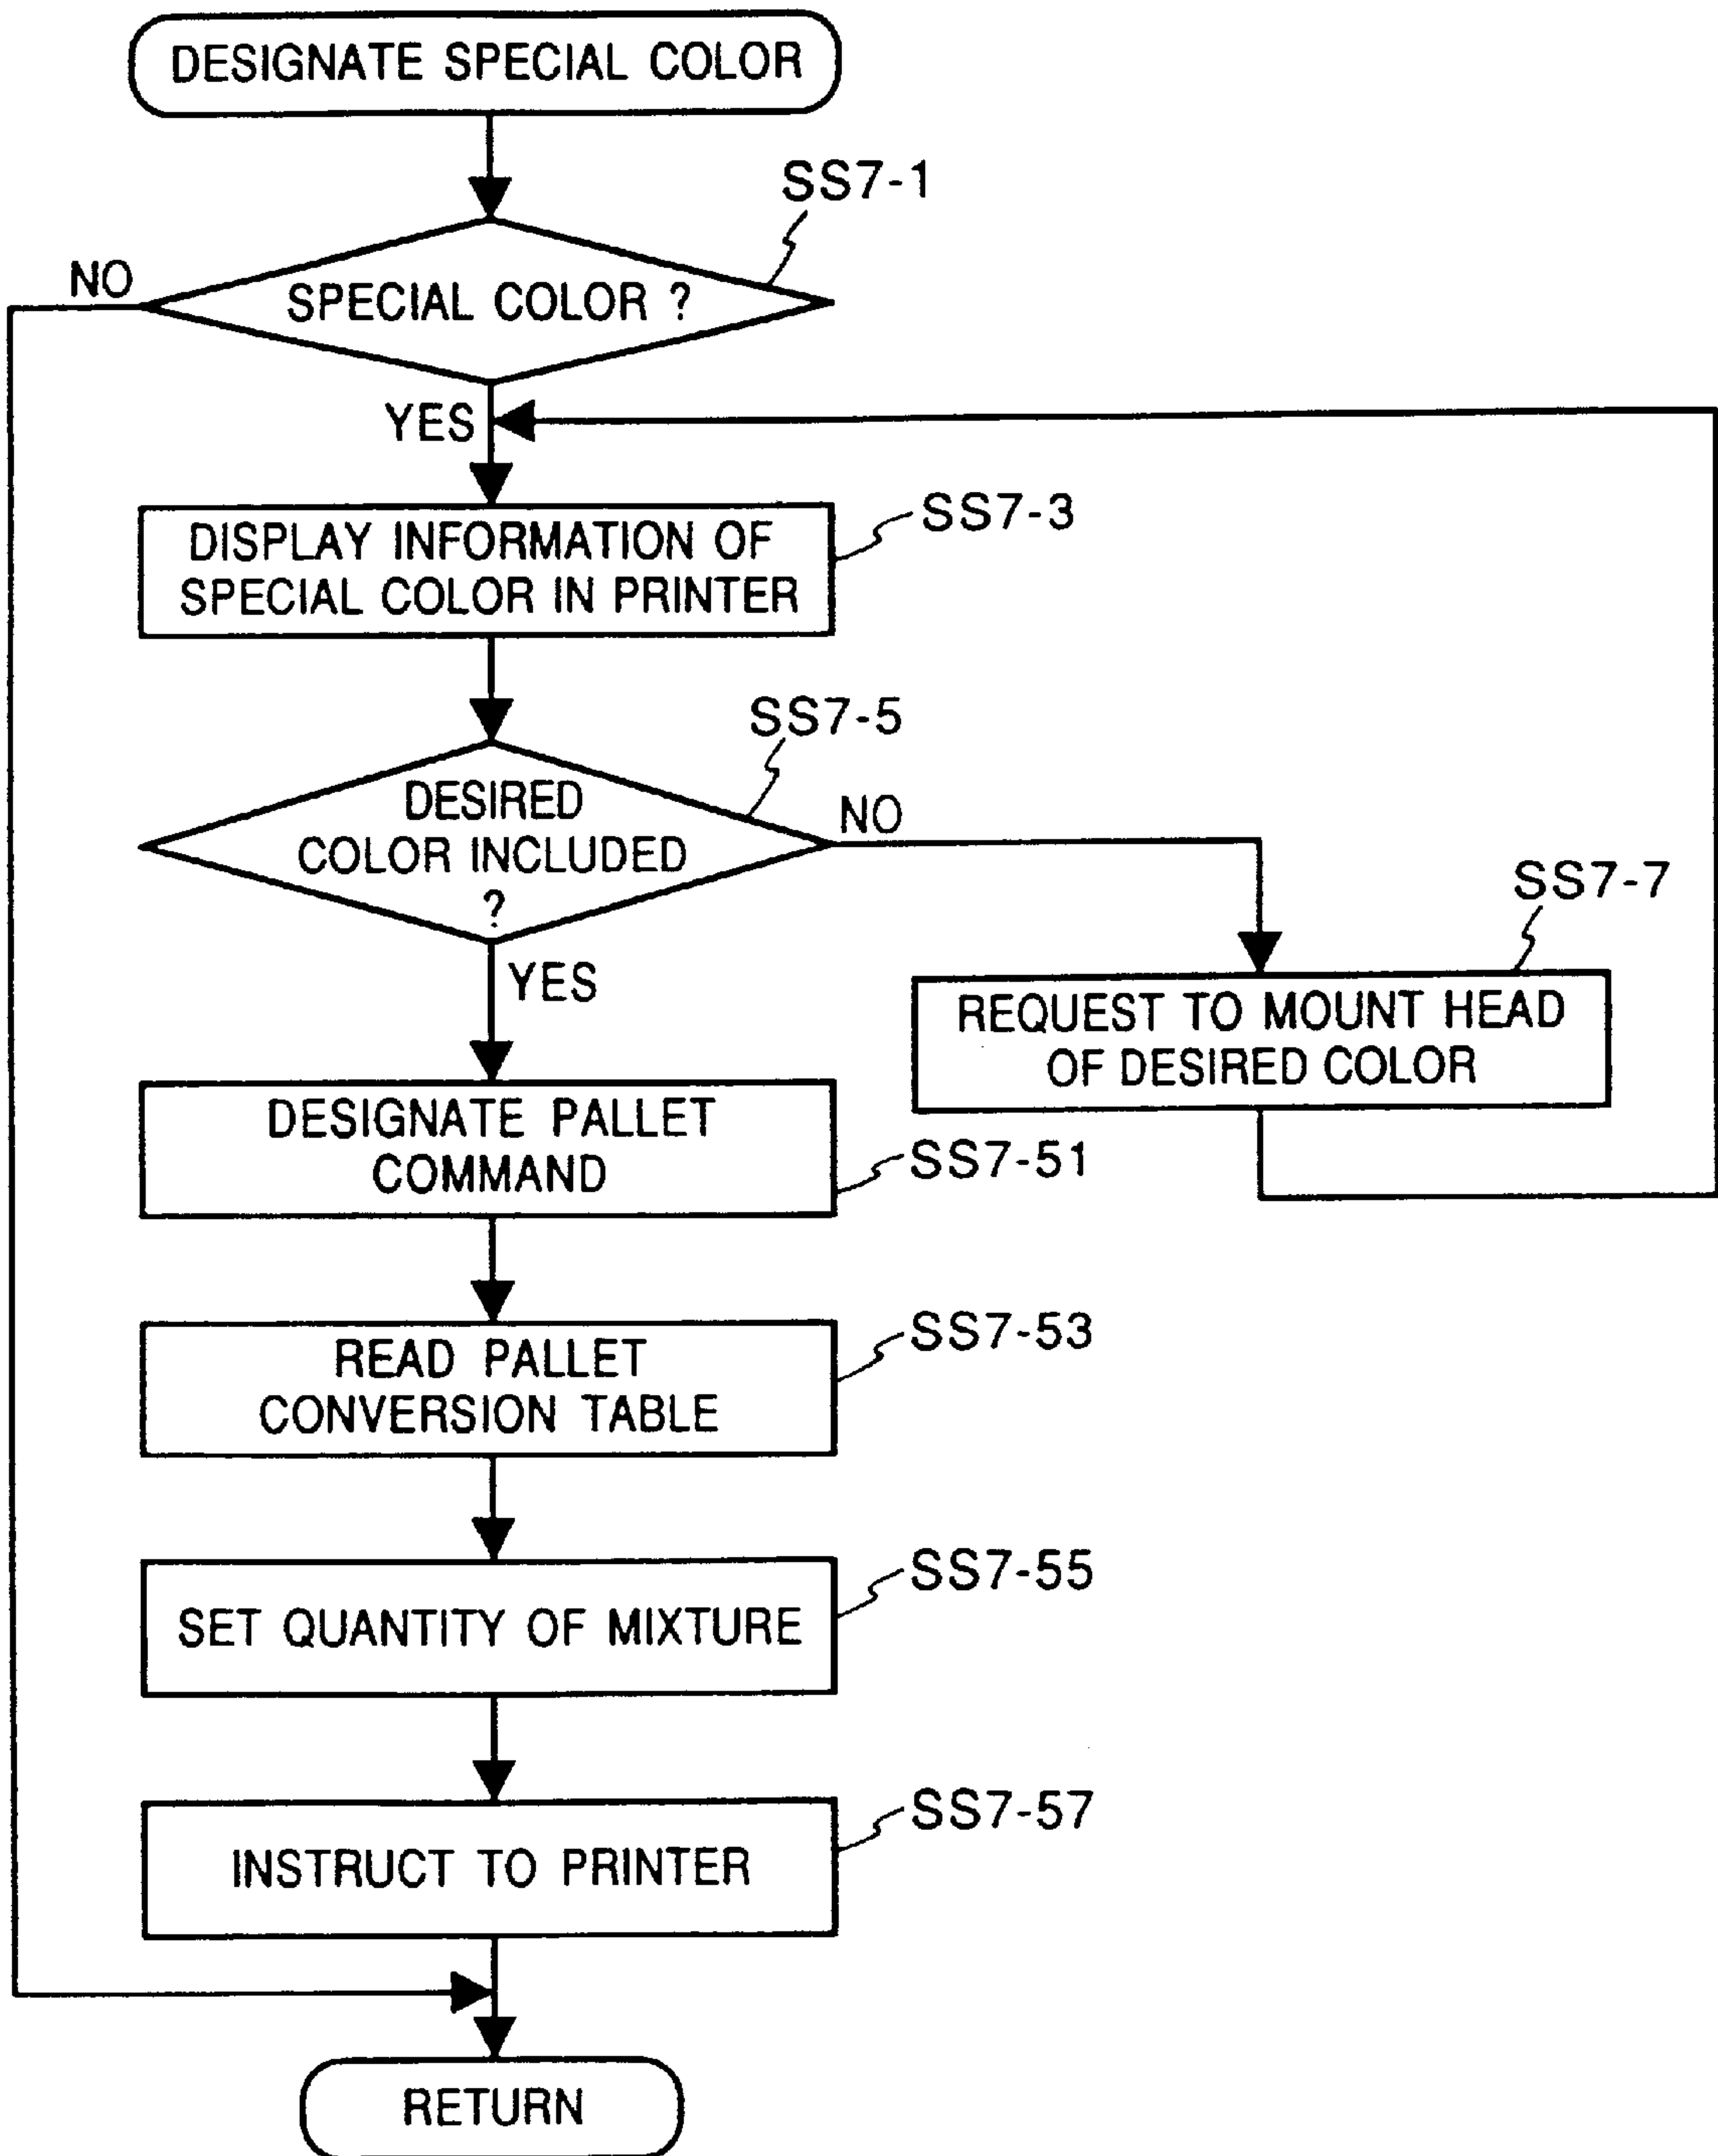 DESIGNATE SPECIAL COLOR
SS7-1
NO
SPECIAL COLOR ?
YES
SS7-3
DISPLAY INFORMATION OF
SPECIAL COLOR IN PRINTER
SS7-5
DESIRED
COLOR INCLUDED
?
NO
SS7-7
YES
REQUEST TO MOUNT HEAD
OF DESIRED COLOR
DESIGNATE PALLET
COMMAND
SS7-51
SS7-53
READ PALLET
CONVERSION TABLE
SS7-55
SET QUANTITY OF MIXTURE
SS7-57
INSTRUCT TO PRINTER
RETURN